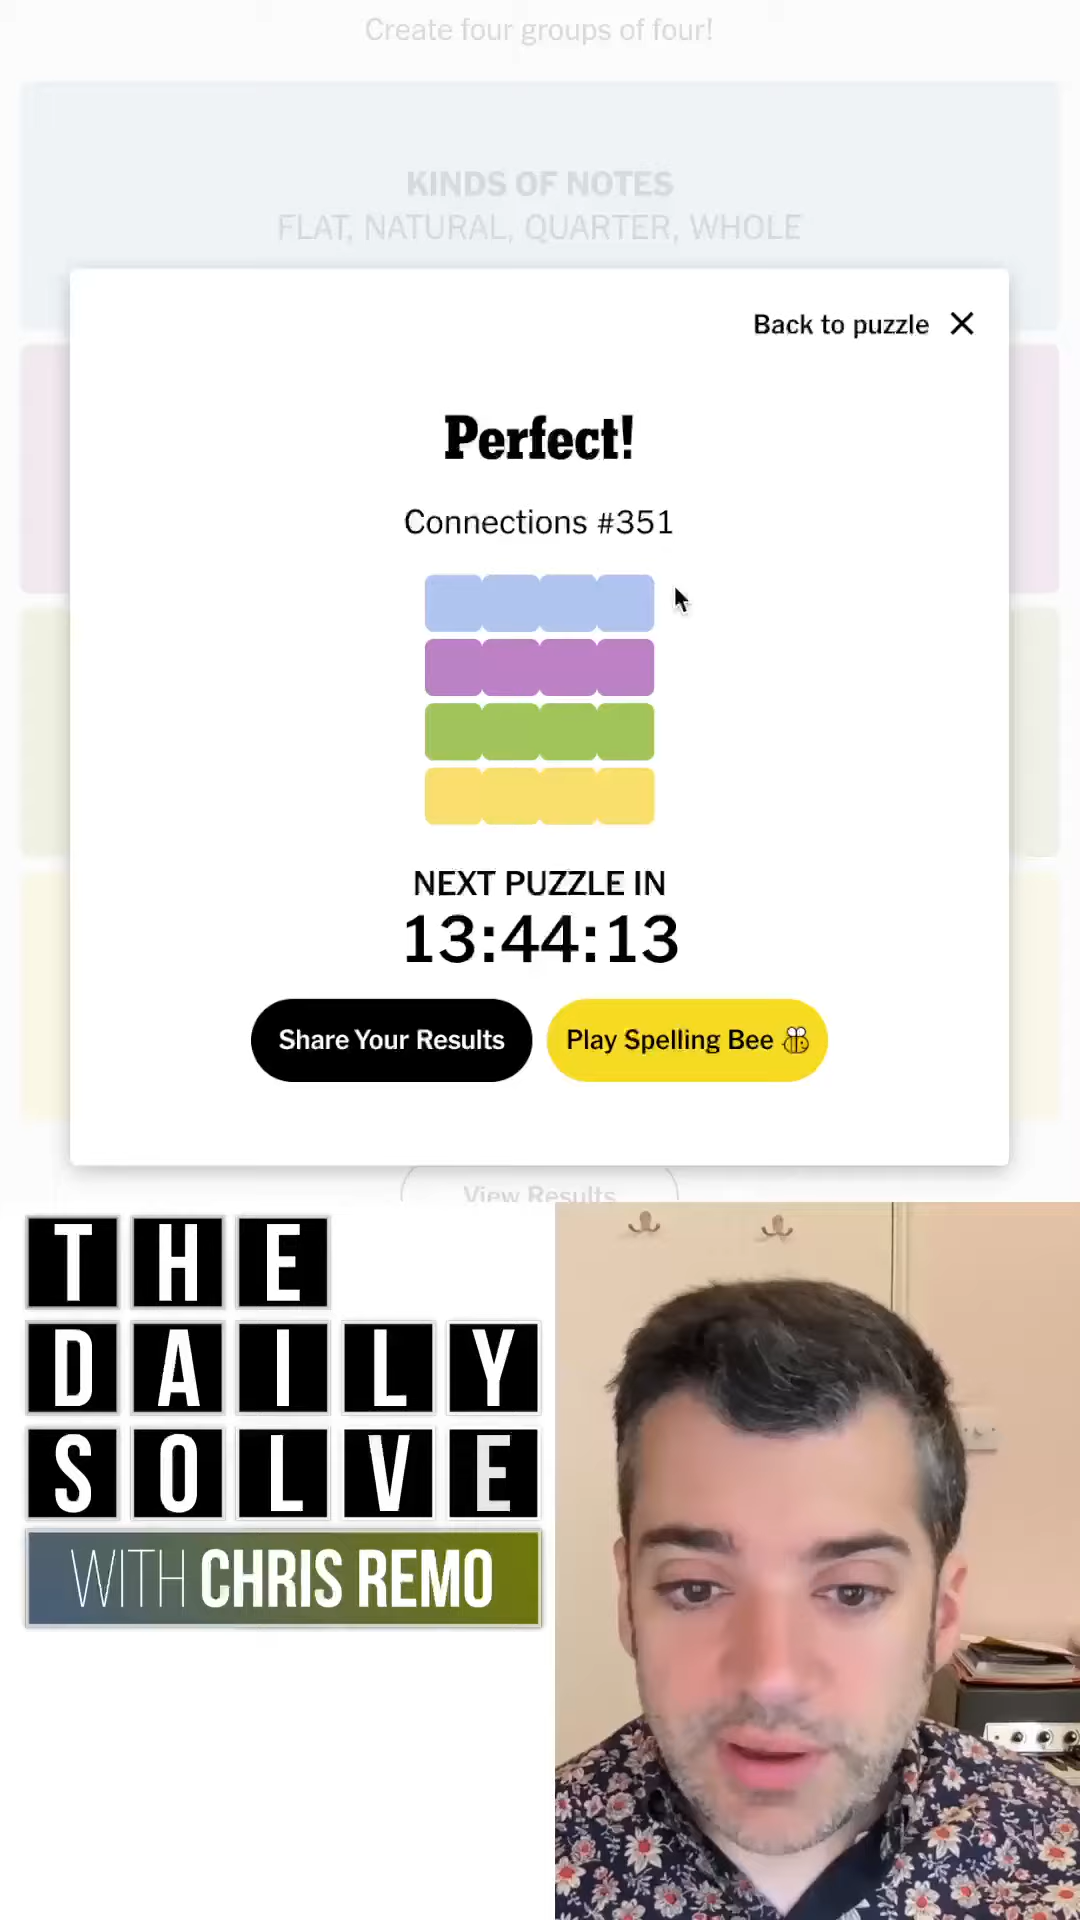 Create four groups of four!
KINDS OF NOTES
FLAT, NATURAL, QUARTER, WHOLE
Back to puzzle
Perfect!
Connections #351
NEXT PUZZLE IN
13:44:13
Share Your Results
Play Spelling Bee
View Results
THE
DAILY
SOLVE
WITH CHRIS REMO